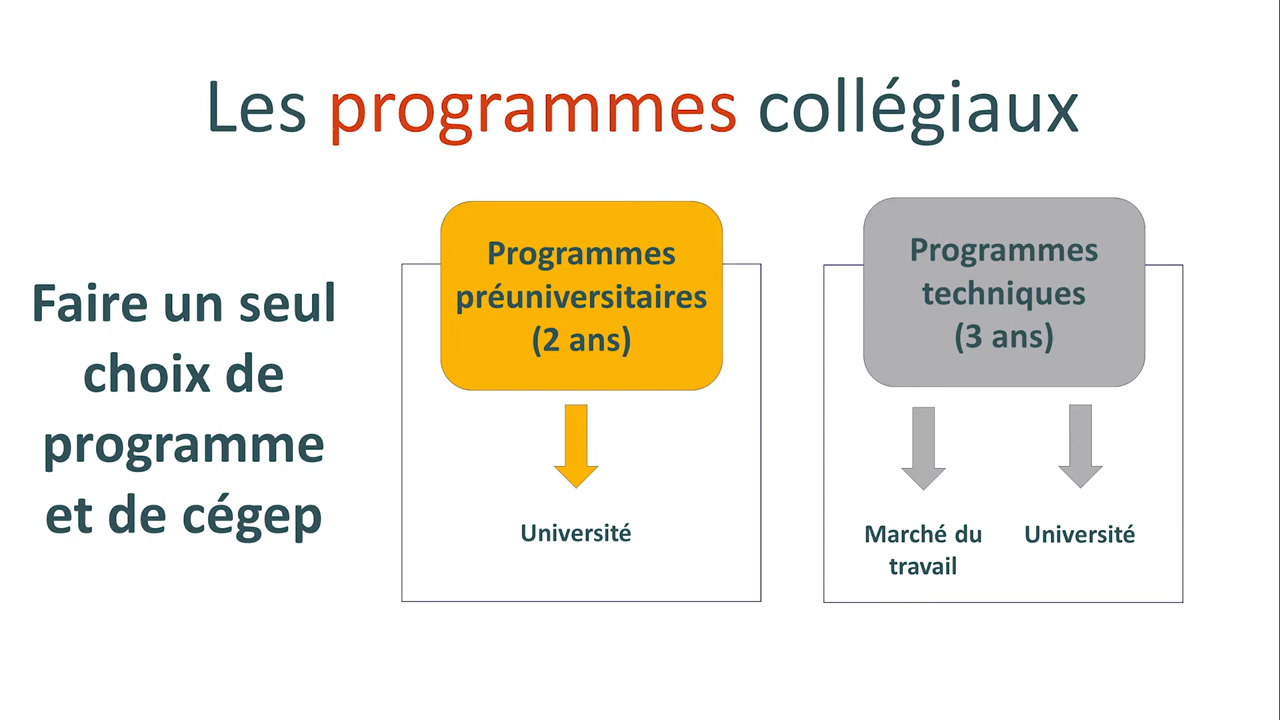 Les programmes collégiaux
Faire un seul
choix de
programme
et de cégep
Programmes
préuniversitaires
(2 ans)
Université
Programmes
techniques
(3 ans)
Marché du
travail
Université